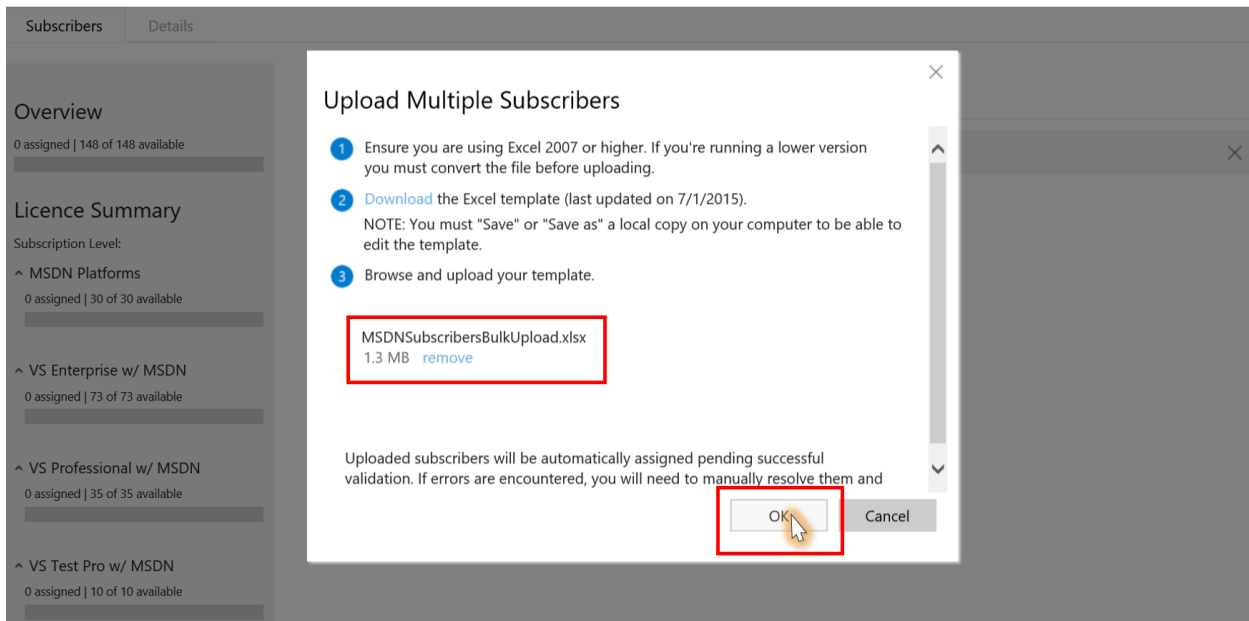 Subscribers
Details
Overview
0 assigned | 148 of 148 available
Licence Summary
Subscription Level:
MSDN Platforms
0 assigned | 30 of 30 available
VS Enterprise w/ MSDN
0 assigned | 73 of 73 available
VS Professional w/ MSDN
0 assigned | 35 of 35 available
VS Test Pro w/ MSDN
0 assigned | 10 of 10 available
Upload Multiple Subscribers
1 Ensure you are using Excel 2007 or higher. If you're running a lower version
you must convert the file before uploading.
2 Download the Excel template (last updated on 7/1/2015).
NOTE: You must "Save" or "Save as" a local copy on your computer to be able to
edit the template.
3 Browse and upload your template.
MSDNSubscribersBulkUpload.xlsx
1.3 MB remove
Uploaded subscribers will be automatically assigned pending successful
validation. If errors are encountered, you will need to manually resolve them and
OK
Cancel